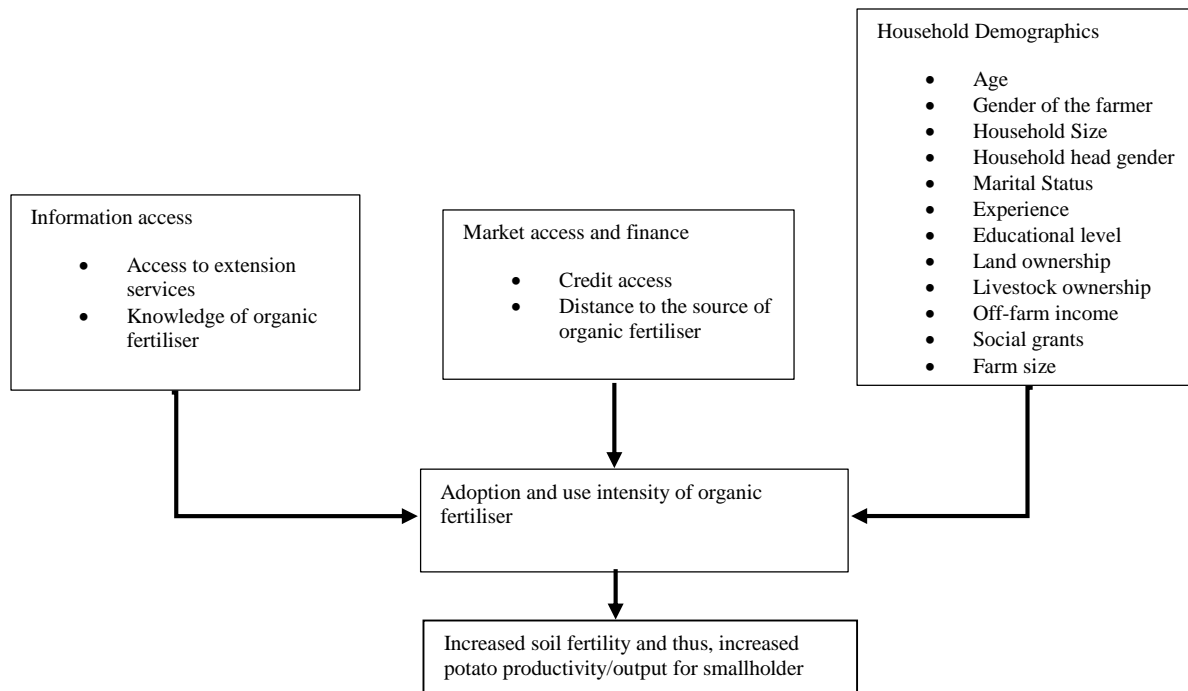 Household Demographics
• Age
• Gender of the farmer
• Household Size
• Household head gender
• Marital Status
• Experience
• Educational level
• Land ownership
• Livestock ownership
• Off-farm income
• Social grants
• Farm size
Information access
• Access to extension
services
• Knowledge of organic
fertiliser
Market access and finance
• Credit access
• Distance to the source of
organic fertiliser
Adoption and use intensity of organic
fertiliser
Increased soil fertility and thus, increased
potato productivity/output for smallholder